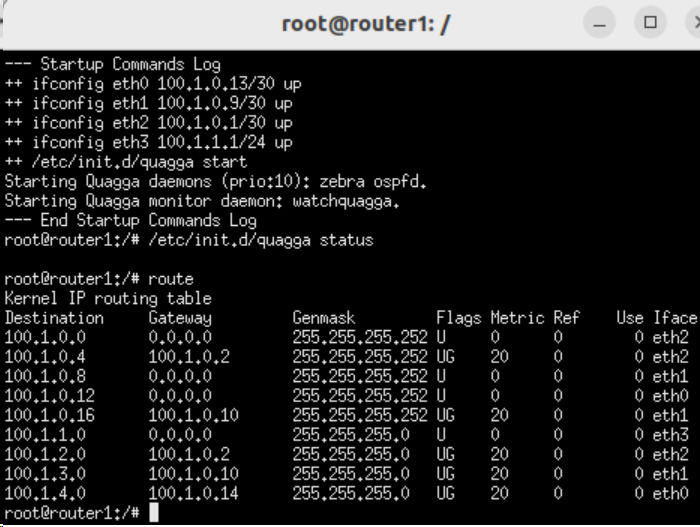 root@router1: /
--- Startup Commands Log
++ ifconfig eth0 100.1.0.13/30 up
++ ifconfig eth1 100.1.0.9/30 up
++ ifconfig eth2 100.1.0.1/30 up
++ ifconfig eth3 100.1.1.1/24 up
++ /etc/init.d/quagga start
Starting Quagga daemons (prio:10): zebra ospfd.
Starting Quagga monitor daemon: watchquagga.
--- End Startup Commands Log
root@router1:/# /etc/init.d/quagga status

root@router1:/# route
Kernel IP routing table
Destination     Gateway         Genmask         Flags Metric Ref    Use Iface
100.1.0.0       0.0.0.0         255.255.255.252 U     0      0        0 eth2
100.1.0.4       100.1.0.2       255.255.255.252 UG    20     0        0 eth2
100.1.0.8       0.0.0.0         255.255.255.252 U     0      0        0 eth1
100.1.0.12      0.0.0.0         255.255.255.252 U     0      0        0 eth0
100.1.0.16      100.1.0.10      255.255.255.252 UG    20     0        0 eth1
100.1.1.0       0.0.0.0         255.255.255.0   U     0      0        0 eth3
100.1.2.0       100.1.0.2       255.255.255.0   UG    20     0        0 eth2
100.1.3.0       100.1.0.10      255.255.255.0   UG    20     0        0 eth1
100.1.4.0       100.1.0.14      255.255.255.0   UG    20     0        0 eth0
root@router1:/#